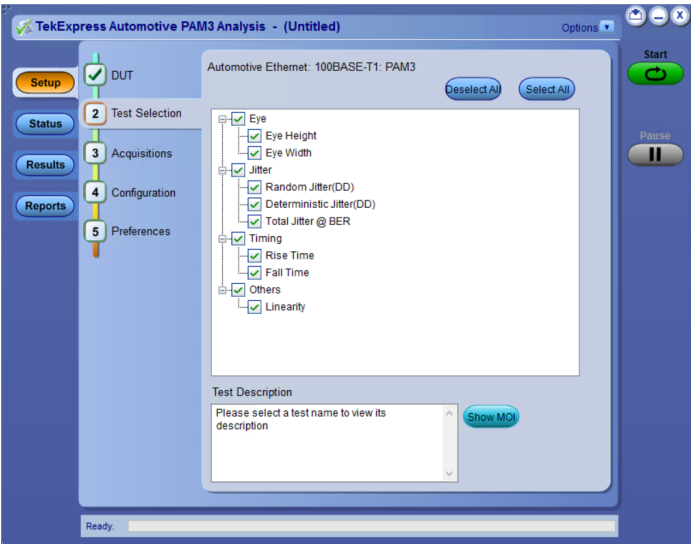 TekExpress Automotive PAM3 Analysis - (Untitled)
Options
Setup
Status
Results
Reports
DUT
2 Test Selection
3 Acquisitions
4 Configuration
5 Preferences
Automotive Ethernet: 100BASE-T1: PAM3
Deselect All
Select All
Eye
Eye Height
Eye Width
Jitter
Random Jitter(DD)
Deterministic Jitter(DD)
Total Jitter @ BER
Timing
Rise Time
Fall Time
Others
Linearity
Test Description
Please select a test name to view its
description
Show MOI
Start
Pause
Ready.